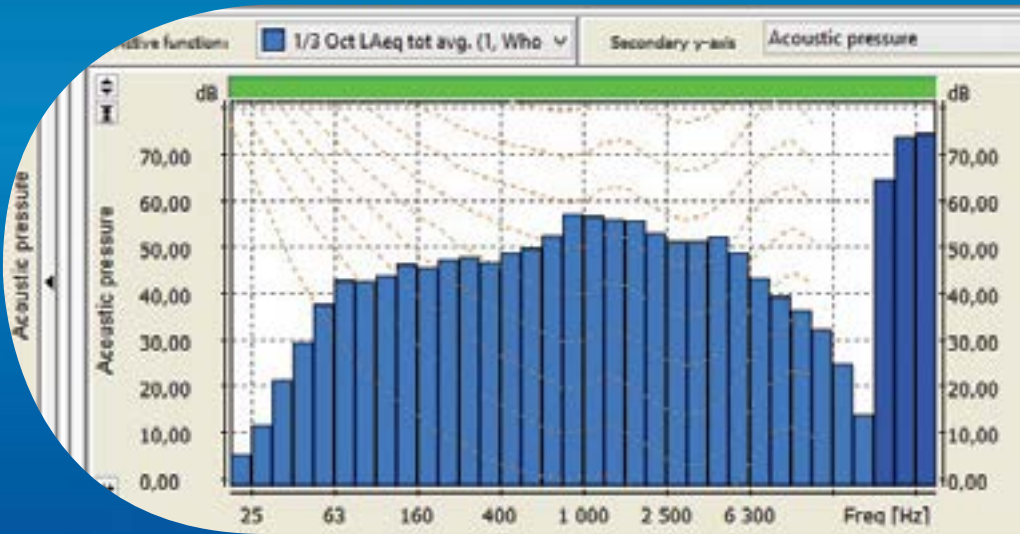 ctive function: 1/3 Oct LAeq tot avg. (1, Who Secondary y-axis Acoustic pressure
dB dB
70,00 70,00
60,00 60,00
50,00 50,00
40,00 40,00
30,00 30,00
20,00 20,00
10,00 10,00
0,00 0,00
Acoustic pressure
Acoustic pressure
25 63 160 400 1 000 2 500 6 300 Freq [Hz]